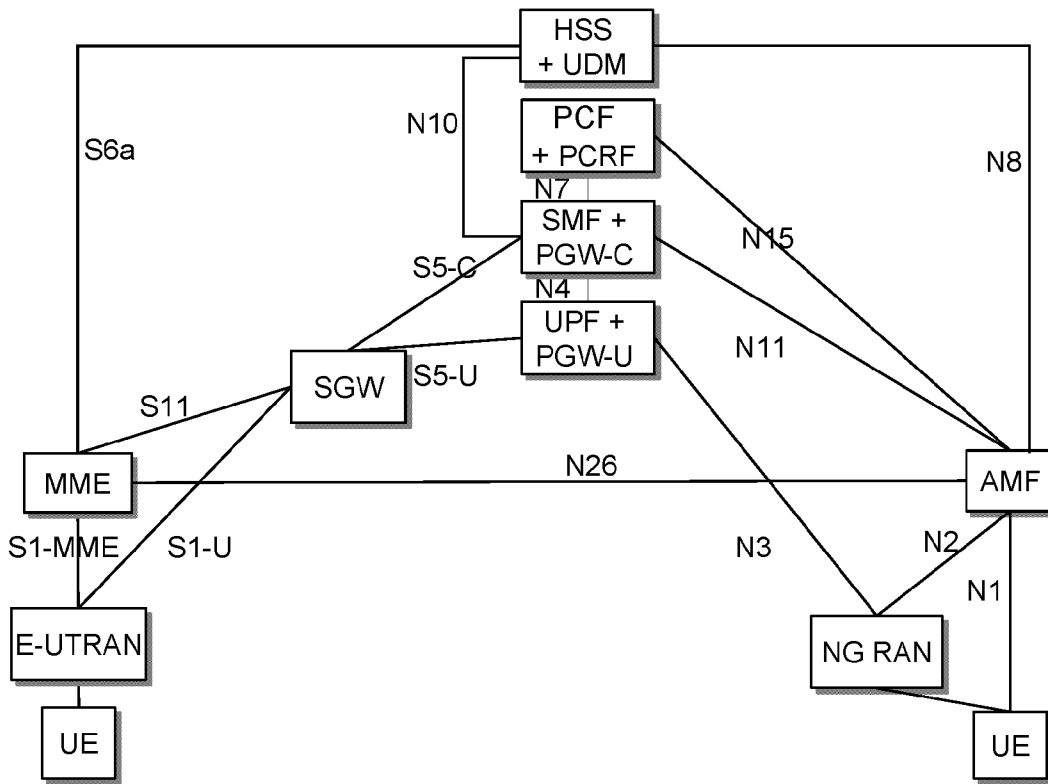 HSS
+ UDM
N10
PCF
+ PCRF
S6a
N8
N7
SMF +
PGW-C
N15
S5-C
N4
UPF +
PGW-U
N11
SGW
S5-U
S11
MME
N26
AMF
S1-MME
S1-U
N3
N2
N1
E-UTRAN
NG RAN
UE
UE